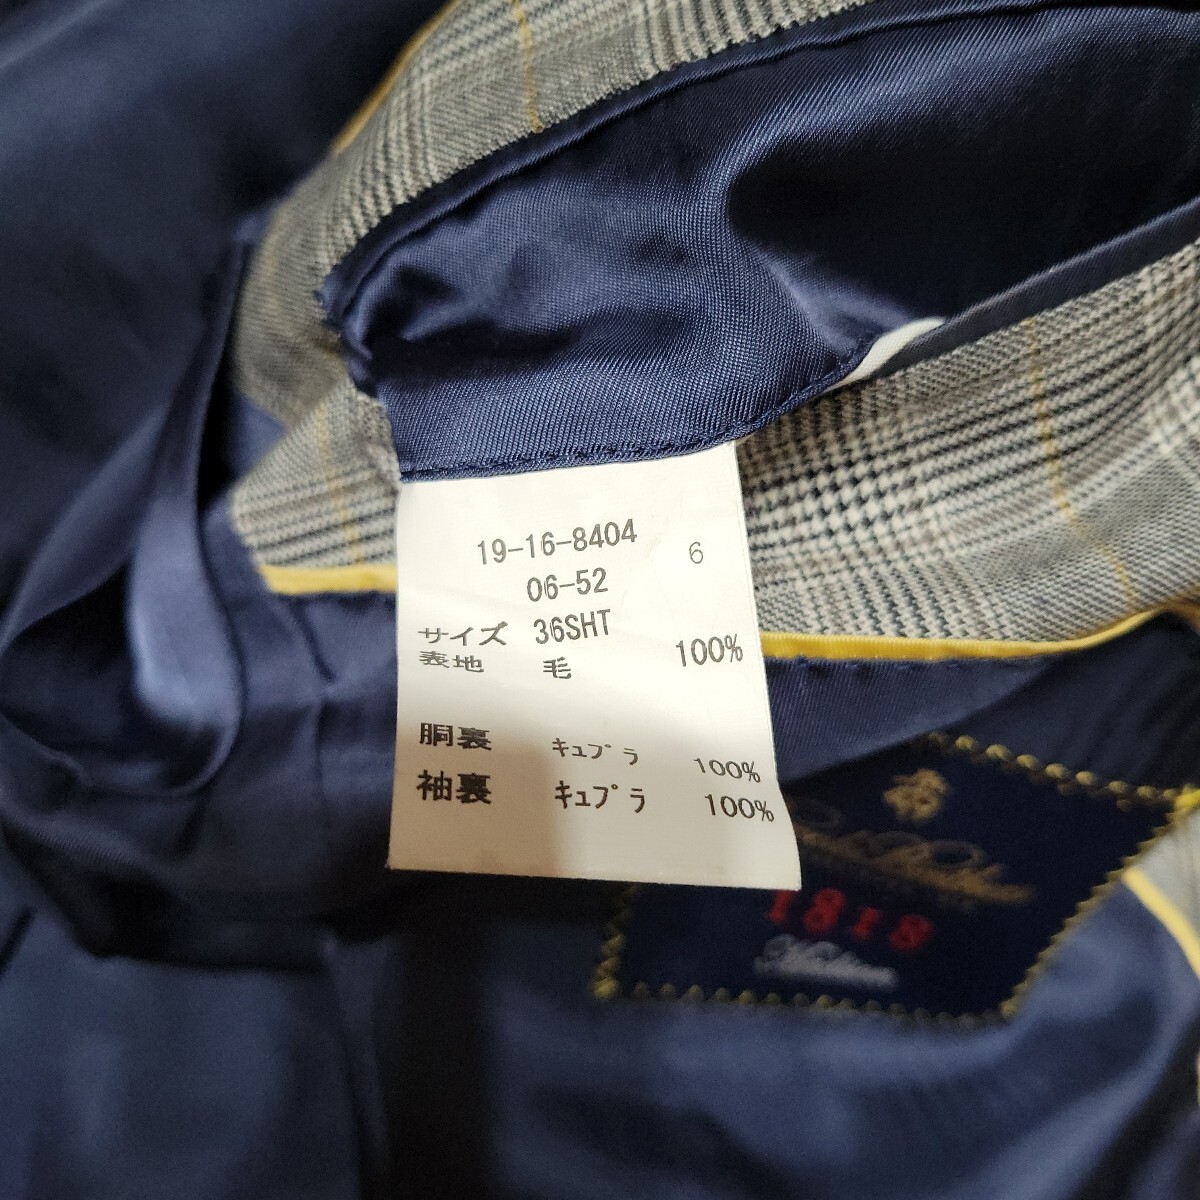 19-16-8404 6
06-52
サイズ 36SHT
表地 毛 100%
胴裏 キュプラ 100%
袖裏 キュプラ 100%
1818
Madison